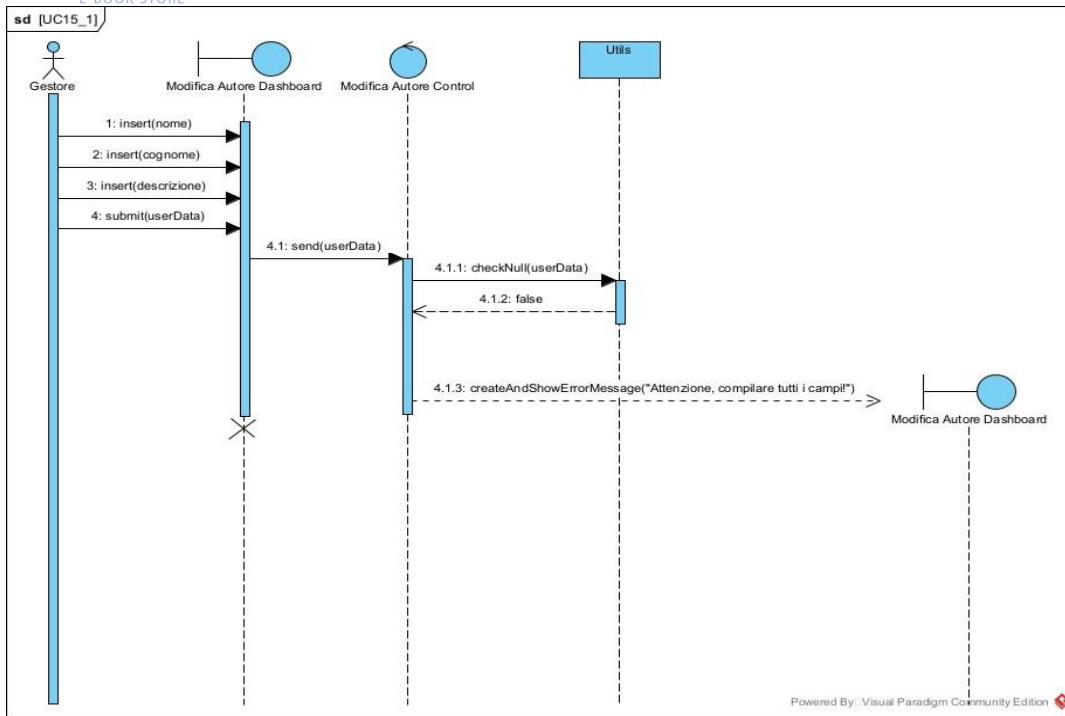 E-BOOK STORE
sd [UC15_1]
Gestore
Modifica Autore Dashboard
Modifica Autore Control
Utils
1: insert(nome)
2: insert(cognome)
3: insert(descrizione)
4: submit(userData)
4.1: send(userData)
4.1.1: checkNull(userData)
4.1.2: false
4.1.3: createAndShowErrorMessage("Attenzione, compilare tutti i campi!")
Modifica Autore Dashboard
Powered By Visual Paradigm Community Edition